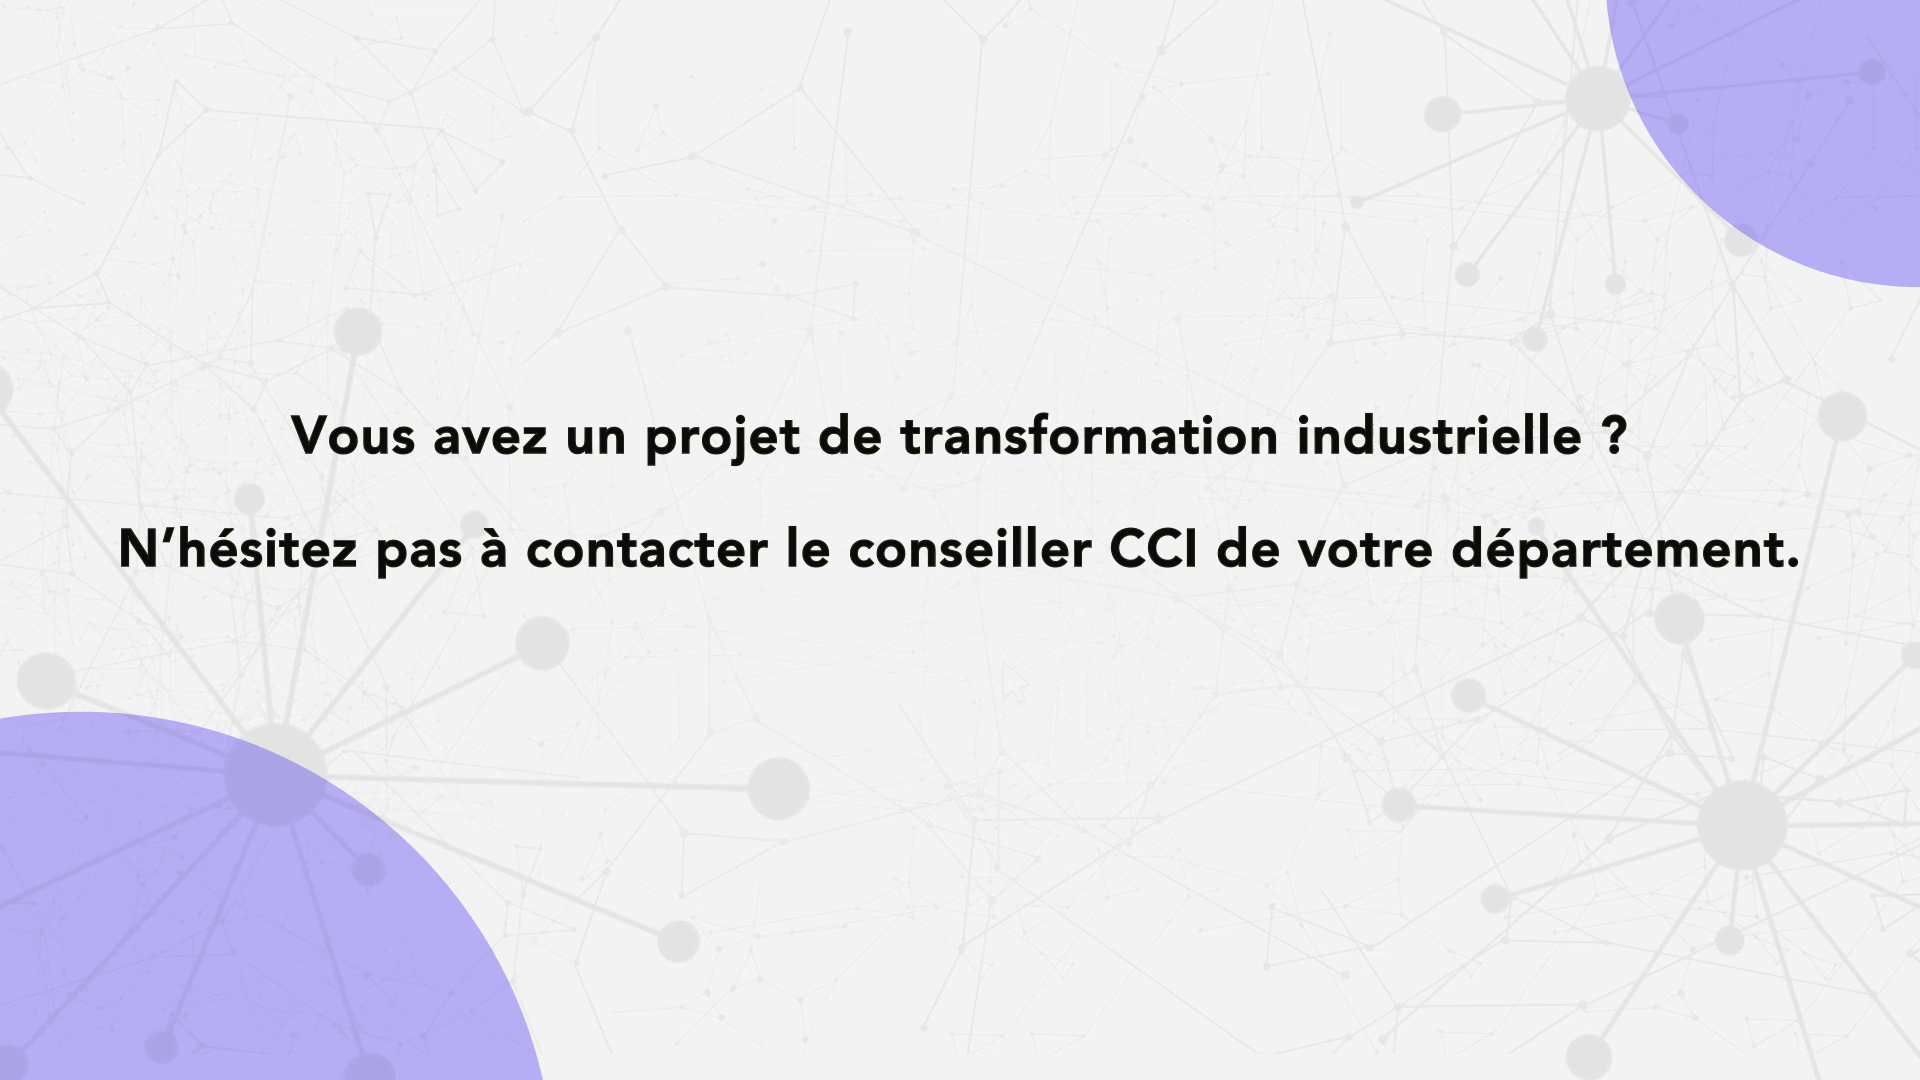 Vous avez un projet de transformation industrielle ?
N’hésitez pas à contacter le conseiller CCI de votre département.